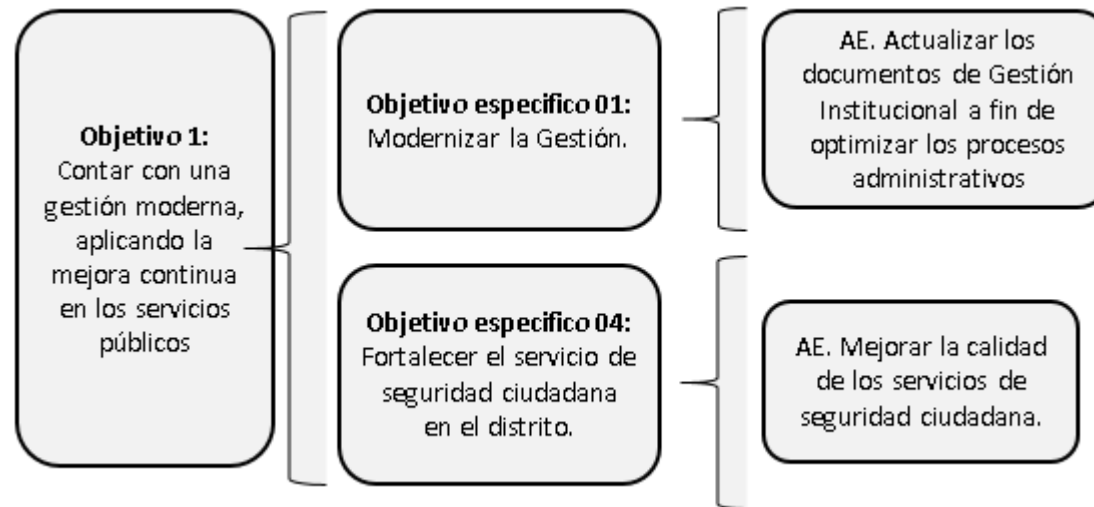 Objetivo 1:
Contar con una
gestión moderna,
aplicando la
mejora continua
en los servicios
públicos
Objetivo especifico 01:
Modernizar la Gestión.
AE. Actualizar los
documentos de Gestión
Institucional a fin de
optimizar los procesos
administrativos
Objetivo especifico 04:
Fortalecer el servicio de
seguridad ciudadana
en el distrito.
AE. Mejorar la calidad
de los servicios de
seguridad ciudadana.